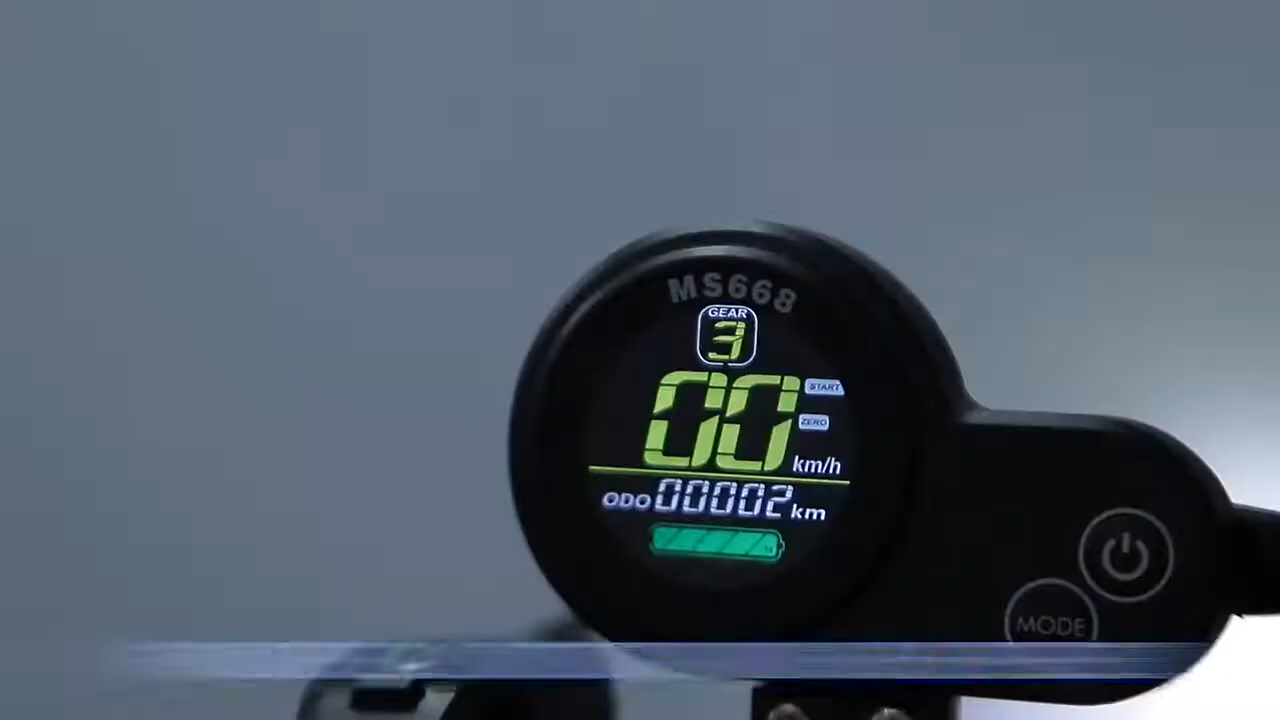 MS668
GEAR
3
00
START
ZERO
km/h
ODO 00002 km
MODE